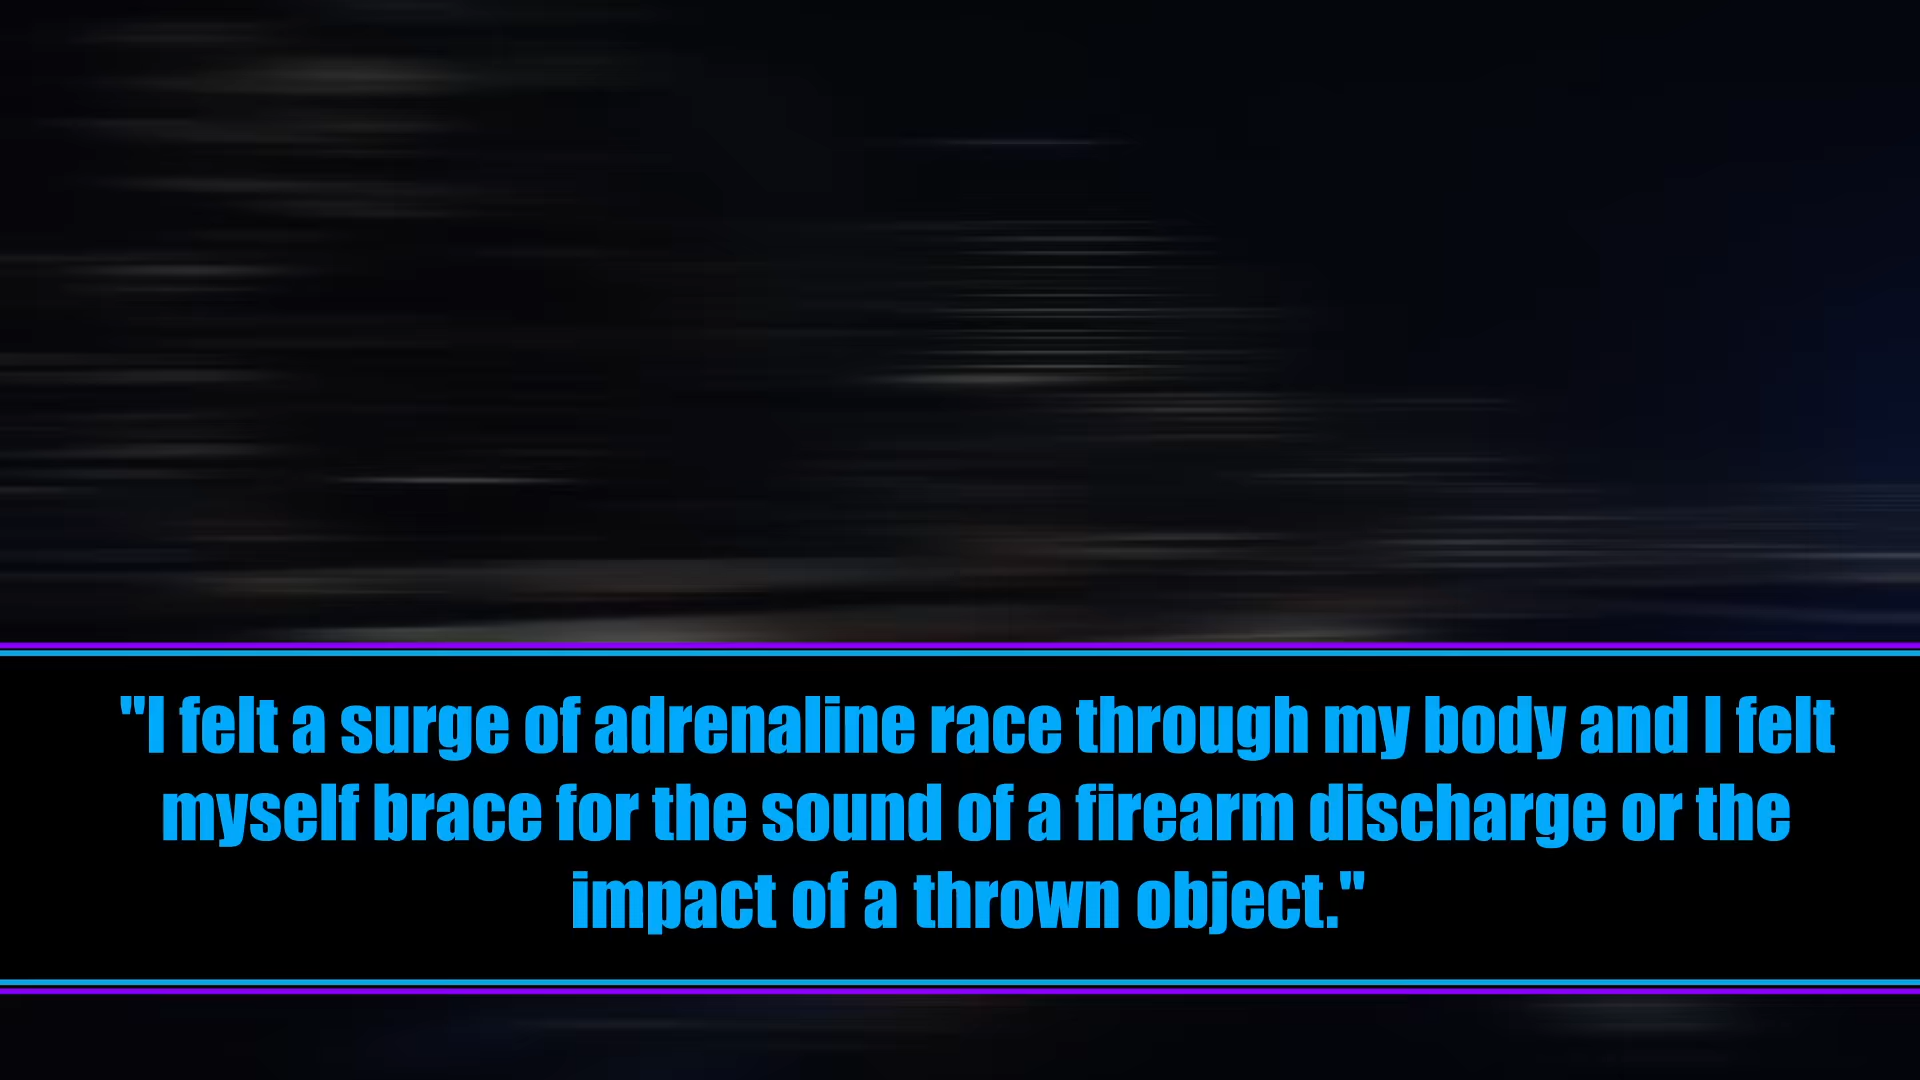 "I felt a surge of adrenaline race through my body and I felt
myself brace for the sound of a firearm discharge or the
impact of a thrown object."